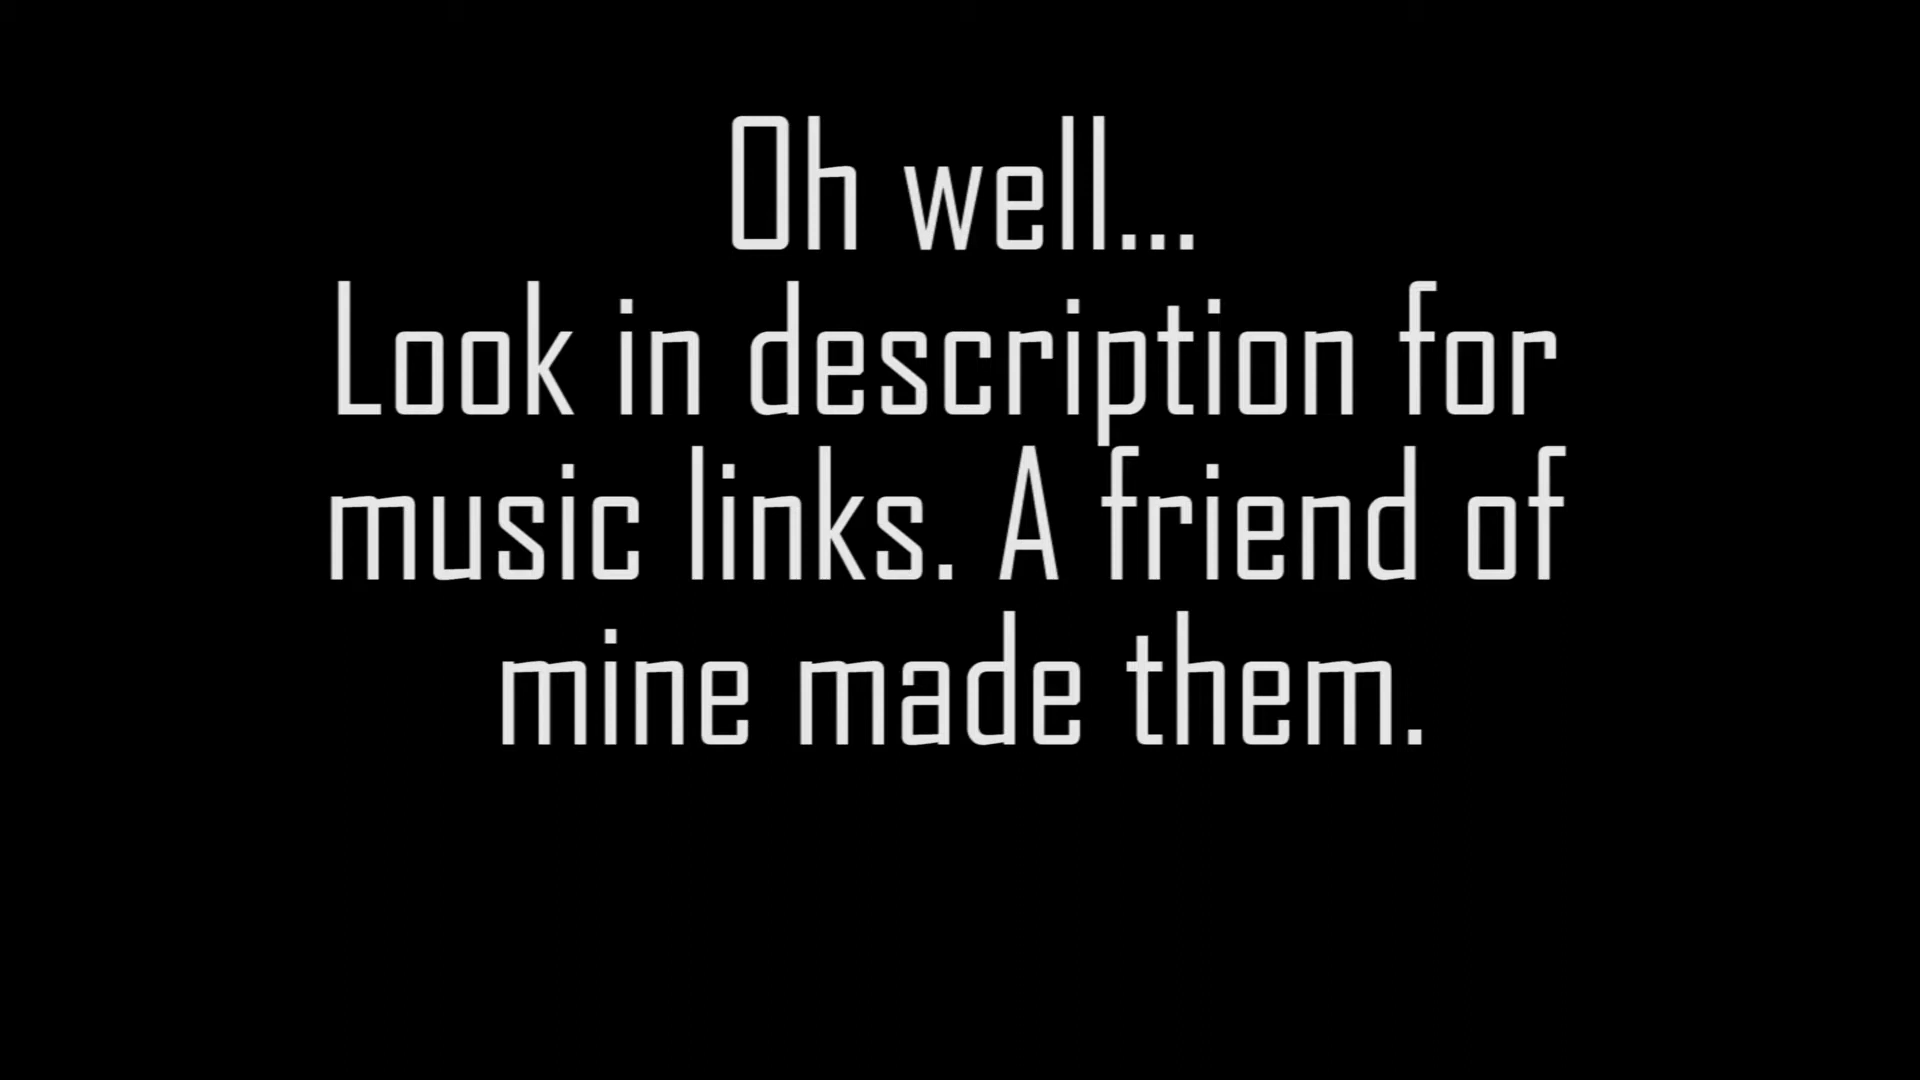 Oh well...
Look in description for
music links. A friend of
mine made them.